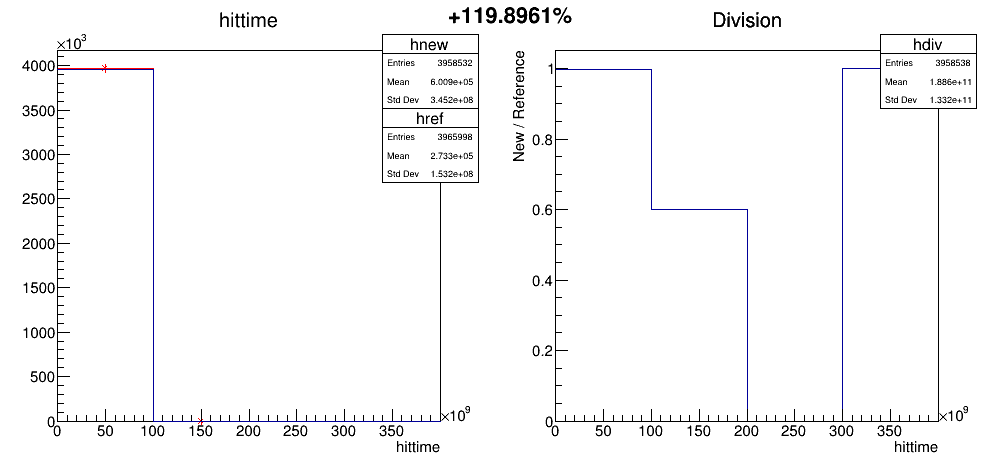 +119.8961%
hittime
×10³
4000
3500
3000
2500
2000
1500
1000
500
0
0 50 100 150 200 250 300 350
×10⁹
hittime
hnew
Entries 3958532
Mean 6.009e+05
Std Dev 3.452e+08
href
Entries 3965998
Mean 2.733e+05
Std Dev 1.532e+08
Division
New / Reference
1
0.8
0.6
0.4
0.2
0
0 50 100 150 200 250 300 350
×10⁹
hittime
hdiv
Entries 3958538
Mean 1.886e+11
Std Dev 1.332e+11